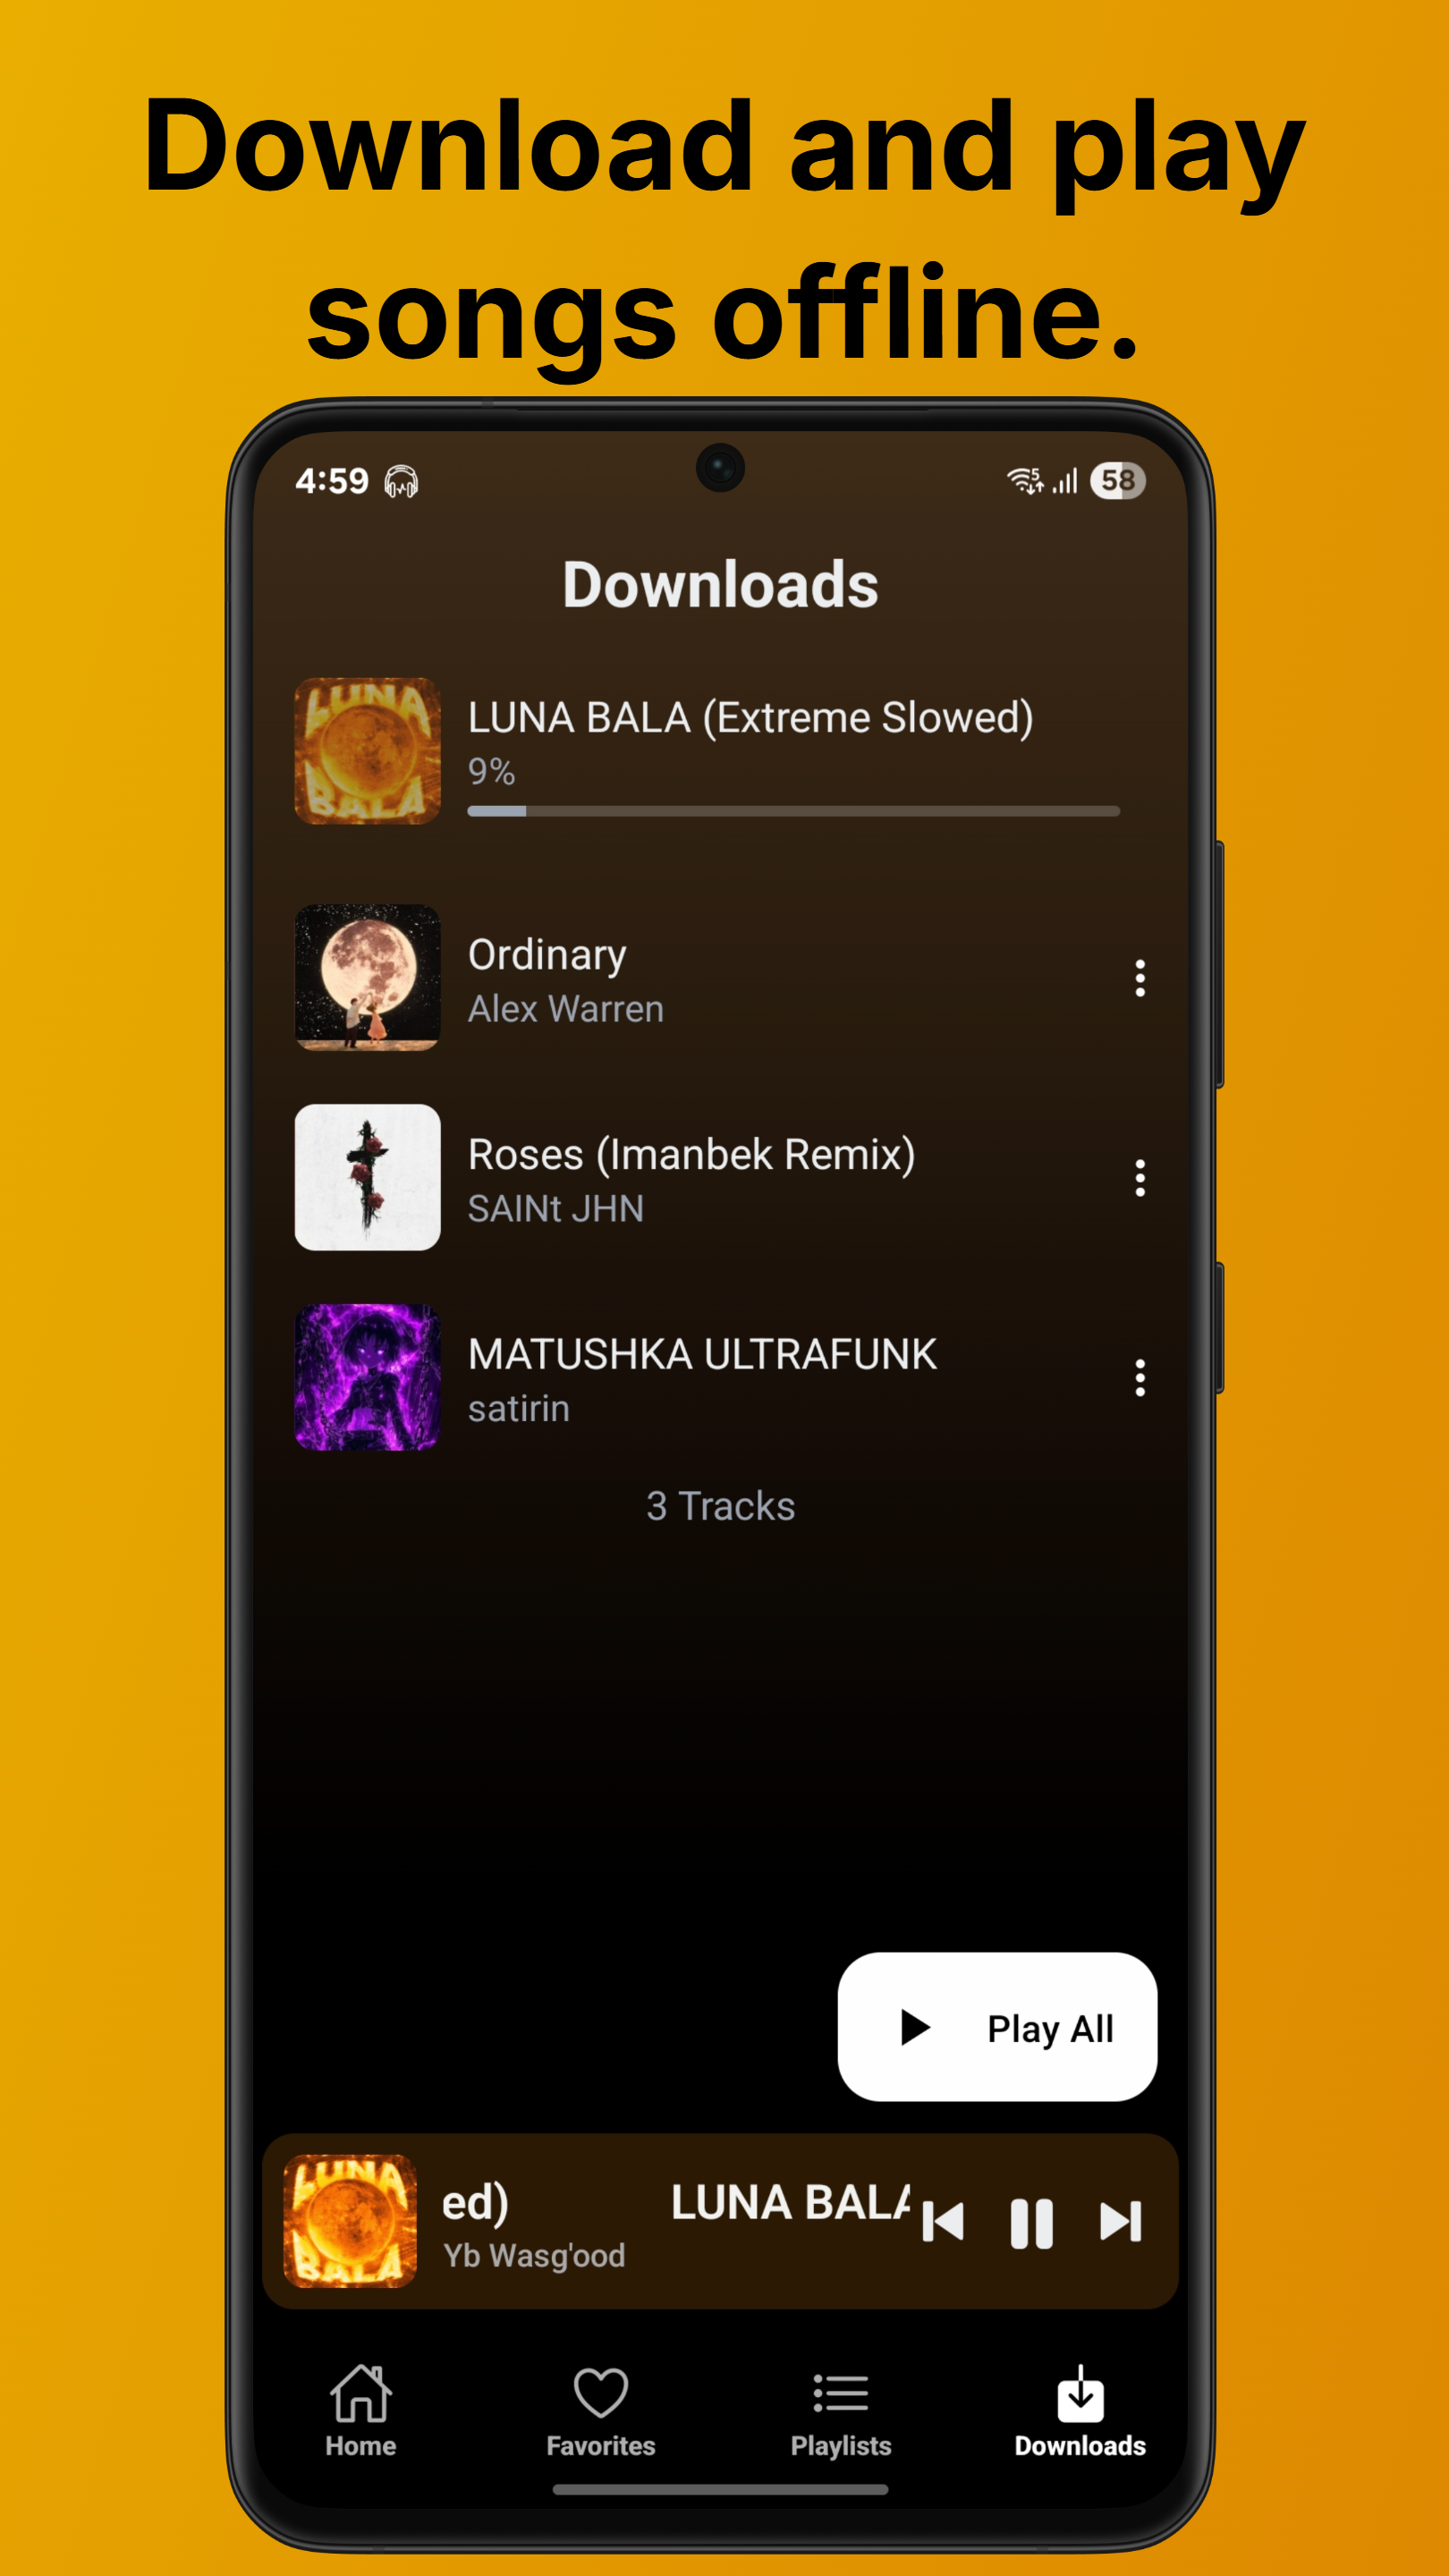 Download and play
songs offline.
4:59
5
58
Downloads
LUNA
BALA
LUNA BALA (Extreme Slowed)
9%
Ordinary
Alex Warren
Roses (Imanbek Remix)
SAINt JHN
MATUSHKA ULTRAFUNK
satirin
3 Tracks
Play All
LUNA
BALA
ed) LUNA BALA
Yb Wasg'ood
Home Favorites Playlists Downloads